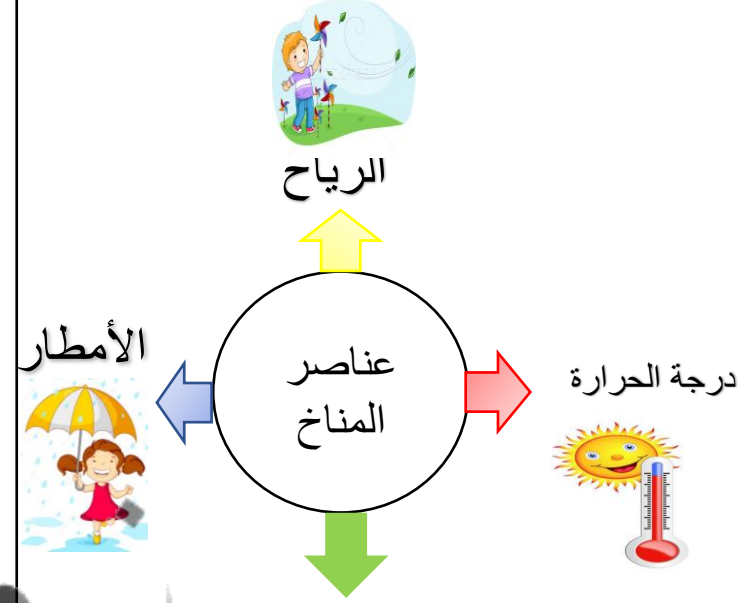 الرياح
عناصر
المناخ
درجة الحرارة
الأمطار